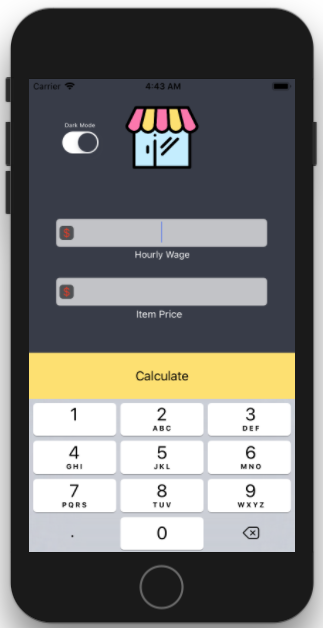 Carrier 4:43 AM
Dark Mode
$
Hourly Wage
$
Item Price
Calculate
1 2 3
ABC DEF
4 5 6
GHI JKL MNO
7 8 9
PQRS TUV WXYZ
. 0